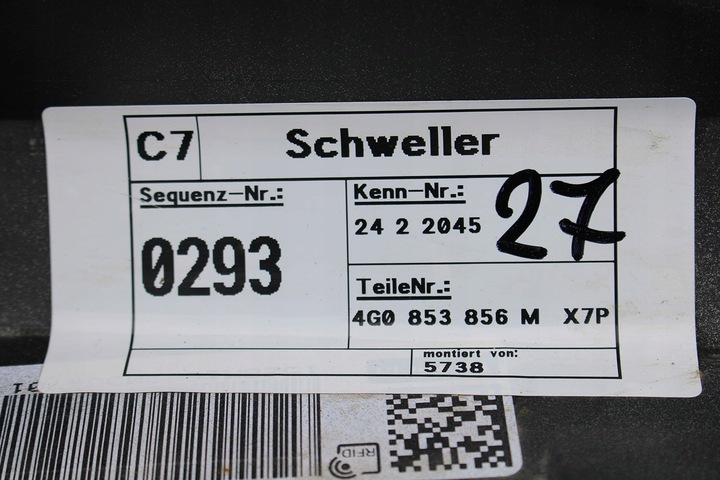 C7 Schweller
Sequenz-Nr.:
0293
Kenn-Nr.:
24 2 2045
27
TeileNr.:
4G0 853 856 M X7P
montiert von:
5738
RFID